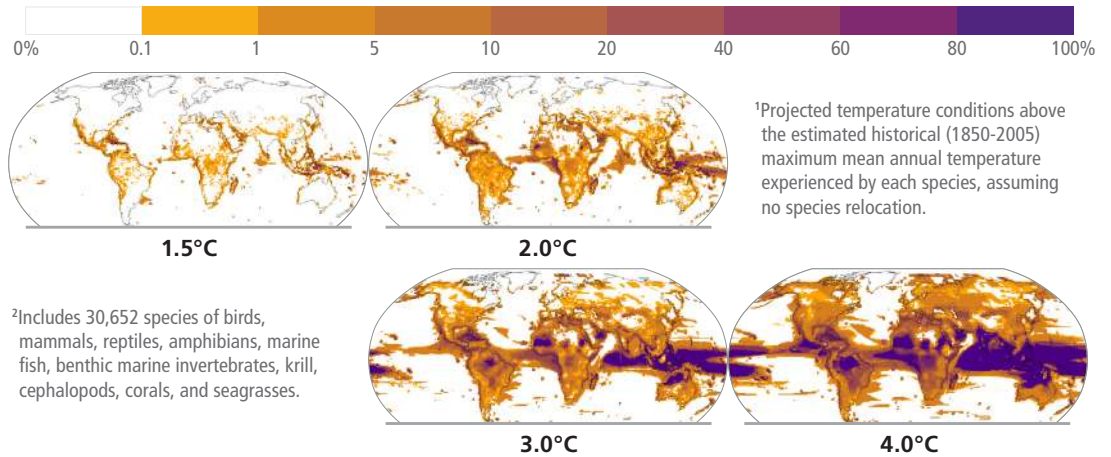 0% 0.1 1 5 10 20 40 60 80 100%
¹Projected temperature conditions above
the estimated historical (1850-2005)
maximum mean annual temperature
experienced by each species, assuming
no species relocation.
1.5°C 2.0°C
²Includes 30,652 species of birds,
mammals, reptiles, amphibians, marine
fish, benthic marine invertebrates, krill,
cephalopods, corals, and seagrasses.
3.0°C 4.0°C